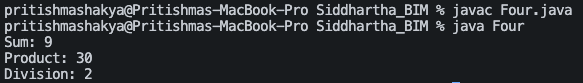 pritishmashakya@Pritishmas-MacBook-Pro Siddhartha_BIM % javac Four.java
pritishmashakya@Pritishmas-MacBook-Pro Siddhartha_BIM % java Four
Sum: 9
Product: 30
Division: 2